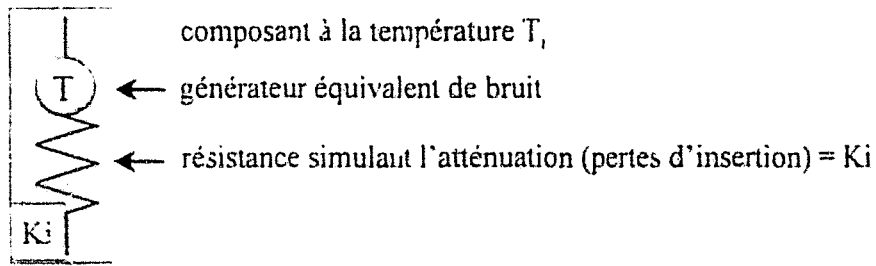 composant à la température T,
T
générateur équivalent de bruit
résistance simulant l'atténuation (pertes d'insertion) = Ki
Ki